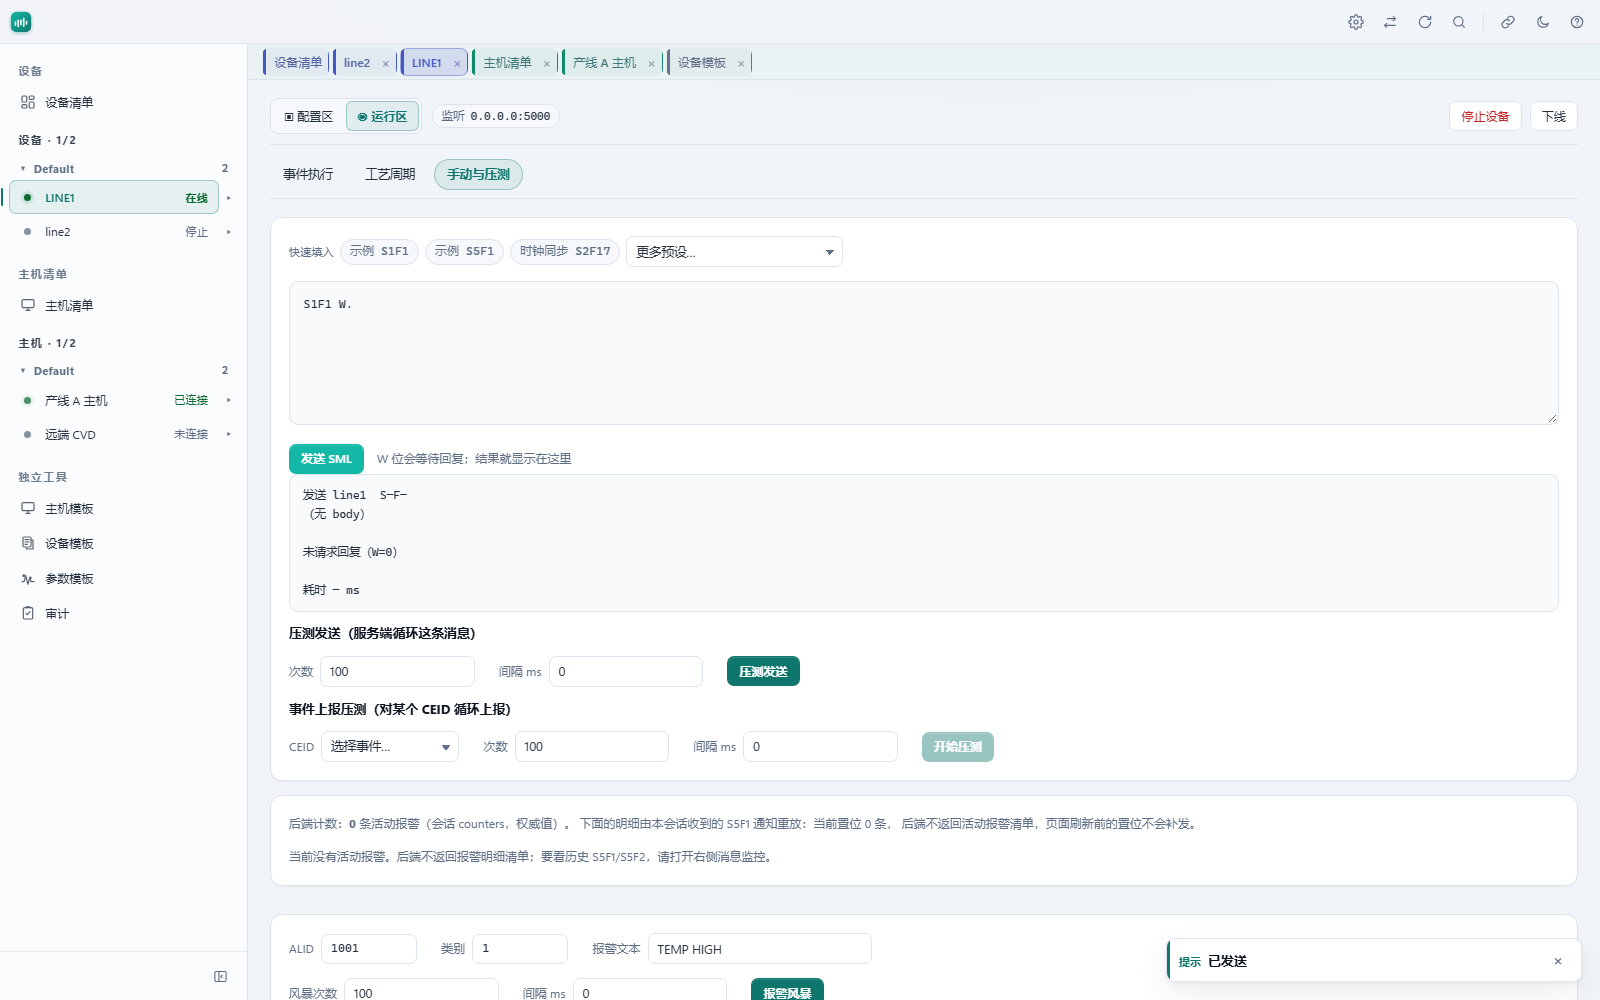 设备清单
line2 ×
LINE1 ×
主机清单 ×
产线 A 主机 ×
设备模板 ×
设备
设备清单
设备 · 1/2
Default 2
LINE1 在线
line2 停止
主机清单
主机清单
主机 · 1/2
Default 2
产线 A 主机 已连接
远端 CVD 未连接
独立工具
主机模板
设备模板
参数模板
审计
配置区 运行区 监听 0.0.0.0:5000 停止设备 下线
事件执行 工艺周期 手动与压测
快速填入 示例 S1F1 示例 S5F1 时钟同步 S2F17 更多预设...
S1F1 W.
发送 SML W 位会等待回复；结果就显示在这里
发送 line1 S—F—
（无 body）
未请求回复（W=0）
耗时 — ms
压测发送（服务端循环这条消息）
次数 100 间隔 ms 0 压测发送
事件上报压测（对某个 CEID 循环上报）
CEID 选择事件... 次数 100 间隔 ms 0 开始压测
后端计数：0 条活动报警（会话 counters，权威值）。 下面的明细由本会话收到的 S5F1 通知重放：当前置位 0 条， 后端不返回活动报警清单，页面刷新前的置位不会补发。
当前没有活动报警。后端不返回报警明细清单；要看历史 S5F1/S5F2，请打开右侧消息监控。
ALID 1001 类别 1 报警文本 TEMP HIGH
风暴次数 100 间隔 ms 0 报警风暴
提示 已发送 ×